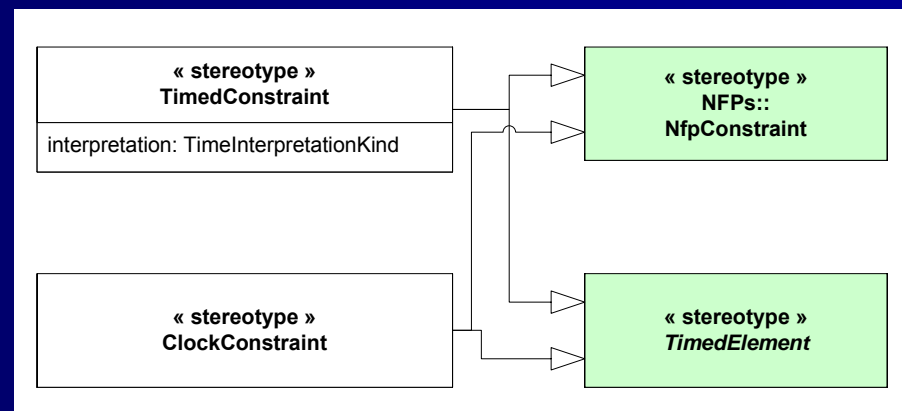 « stereotype »
TimedConstraint
interpretation: TimeInterpretationKind
« stereotype »
NFPs::
NfpConstraint
« stereotype »
ClockConstraint
« stereotype »
TimedElement